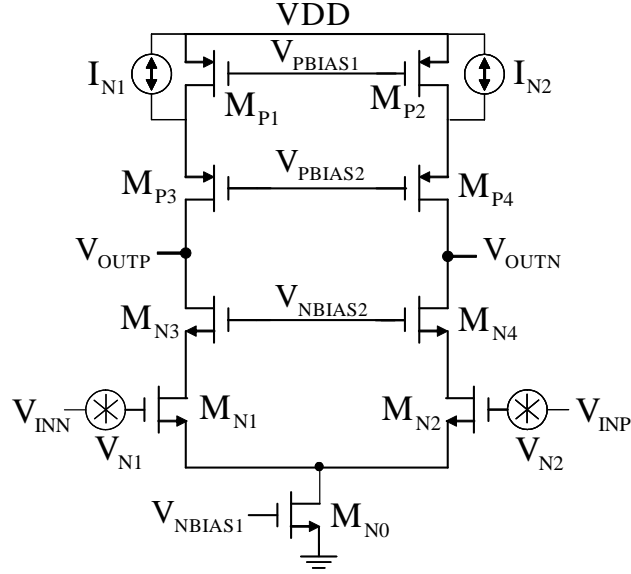 VDD
I_N1
V_PBIAS1
I_N2
M_P1
M_P2
M_P3
V_PBIAS2
M_P4
V_OUTP
V_OUTN
M_N3
V_NBIAS2
M_N4
V_INN
V_N1
M_N1
M_N2
V_N2
V_INP
V_NBIAS1
M_N0